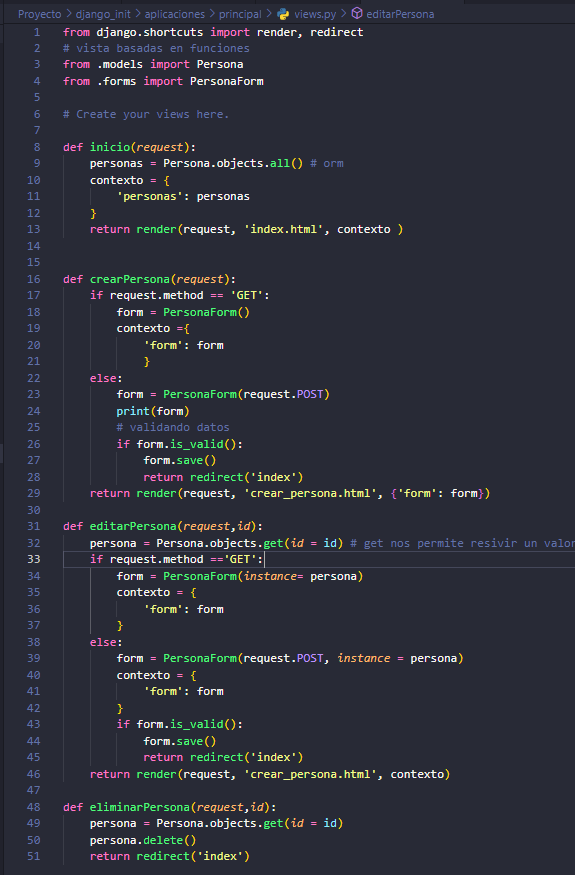 Proyecto > django_init > aplicaciones > principal > views.py > editarPersona
1 from django.shortcuts import render, redirect
2 # vista basadas en funciones
3 from .models import Persona
4 from .forms import PersonaForm
5
6 # Create your views here.
7
8 def inicio(request):
9     personas = Persona.objects.all() # orm
10     contexto = {
11         'personas': personas
12     }
13     return render(request, 'index.html', contexto )
14
15
16 def crearPersona(request):
17     if request.method == 'GET':
18         form = PersonaForm()
19         contexto ={
20             'form': form
21             }
22     else:
23         form = PersonaForm(request.POST)
24         print(form)
25         # validando datos
26         if form.is_valid():
27             form.save()
28             return redirect('index')
29     return render(request, 'crear_persona.html', {'form': form})
30
31 def editarPersona(request,id):
32     persona = Persona.objects.get(id = id) # get nos permite resivir un valor
33     if request.method =='GET':
34         form = PersonaForm(instance= persona)
35         contexto = {
36             'form': form
37         }
38     else:
39         form = PersonaForm(request.POST, instance = persona)
40         contexto = {
41             'form': form
42         }
43         if form.is_valid():
44             form.save()
45             return redirect('index')
46     return render(request, 'crear_persona.html', contexto)
47
48 def eliminarPersona(request,id):
49     persona = Persona.objects.get(id = id)
50     persona.delete()
51     return redirect('index')